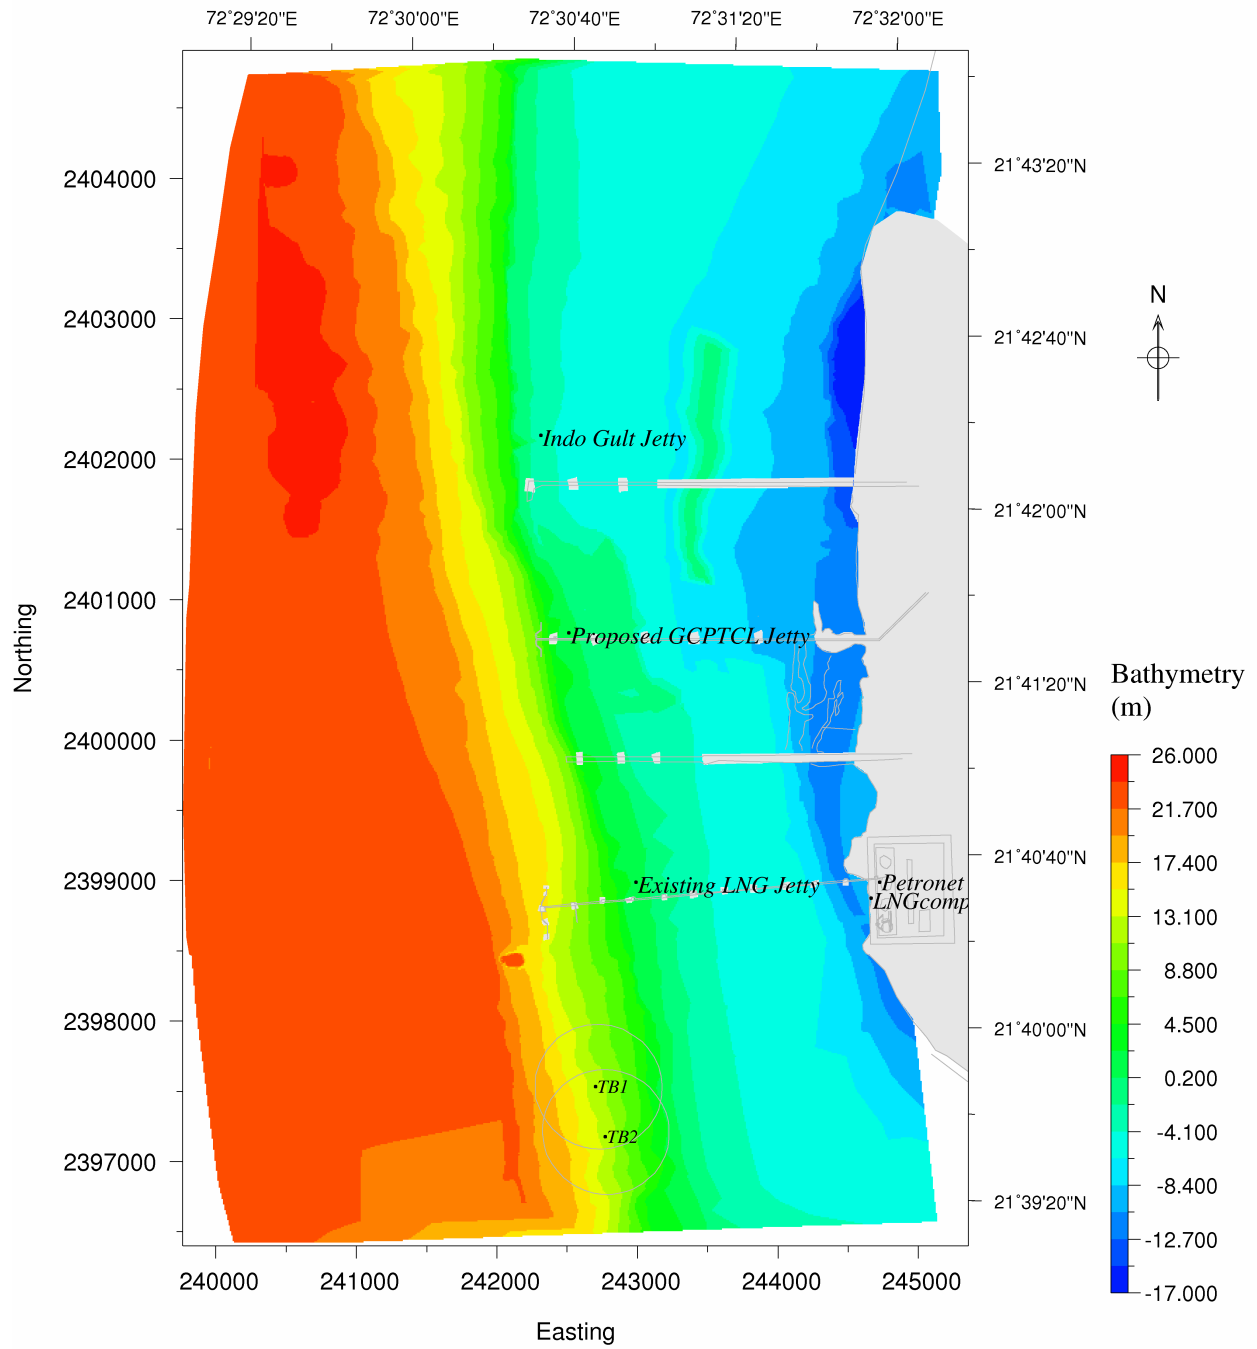 72˚29'20"E 72˚30'00"E 72˚30'40"E 72˚31'20"E 72˚32'00"E
2404000
2403000
2402000
2401000
2400000
2399000
2398000
2397000
Northing
Indo Gult Jetty
Proposed GCPTCL Jetty
Existing LNG Jetty
Petronet
LNGcomp
TB1
TB2
21˚43'20"N
21˚42'40"N
21˚42'00"N
21˚41'20"N
21˚40'40"N
21˚40'00"N
21˚39'20"N
N
Bathymetry
(m)
26.000
21.700
17.400
13.100
8.800
4.500
0.200
-4.100
-8.400
-12.700
-17.000
240000 241000 242000 243000 244000 245000
Easting